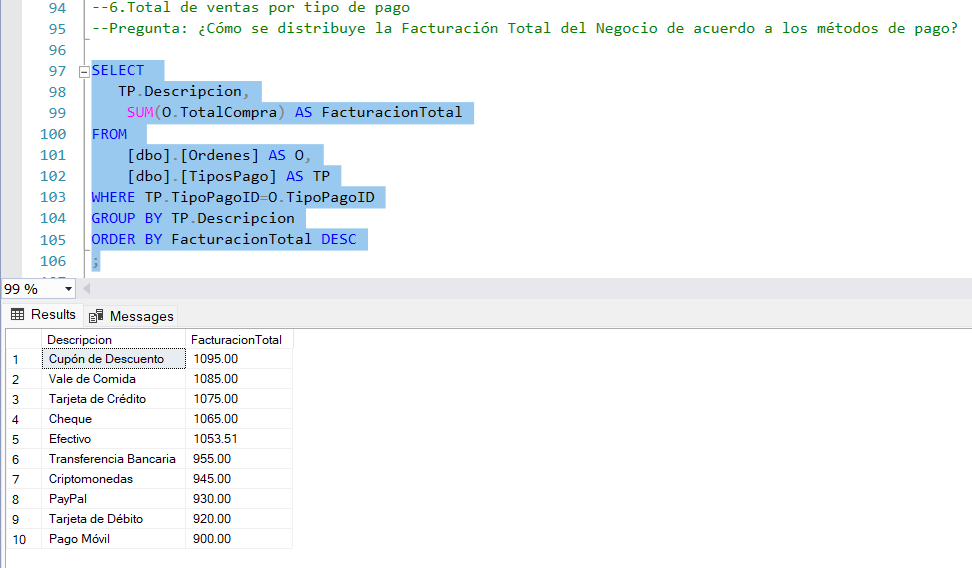 94 --6.Total de ventas por tipo de pago
95 --Pregunta: ¿Cómo se distribuye la Facturación Total del Negocio de acuerdo a los métodos de pago?
96
97 SELECT
98 TP.Descripcion,
99 SUM(O.TotalCompra) AS FacturacionTotal
100 FROM
101 [dbo].[Ordenes] AS O,
102 [dbo].[TiposPago] AS TP
103 WHERE TP.TipoPagoID=O.TipoPagoID
104 GROUP BY TP.Descripcion
105 ORDER BY FacturacionTotal DESC
106 ;
99 %
Results Messages
Descripcion FacturacionTotal
1 Cupón de Descuento 1095.00
2 Vale de Comida 1085.00
3 Tarjeta de Crédito 1075.00
4 Cheque 1065.00
5 Efectivo 1053.51
6 Transferencia Bancaria 955.00
7 Criptomonedas 945.00
8 PayPal 930.00
9 Tarjeta de Débito 920.00
10 Pago Móvil 900.00